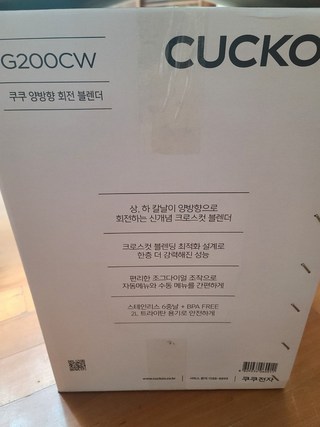 G200CW
CUCKO
쿠쿠 양방향 회전 블렌더
상, 하 칼날이 양방향으로
회전하는 신개념 크로스컷 블렌더
크로스컷 블렌딩 최적화 설계로
한층 더 강력해진 성능
편리한 조그다이얼 조작으로
자동메뉴와 수동 메뉴를 간편하게
스테인리스 6중날 + BPA FREE
2L 트라이탄 용기로 안전하게
쿠쿠전자